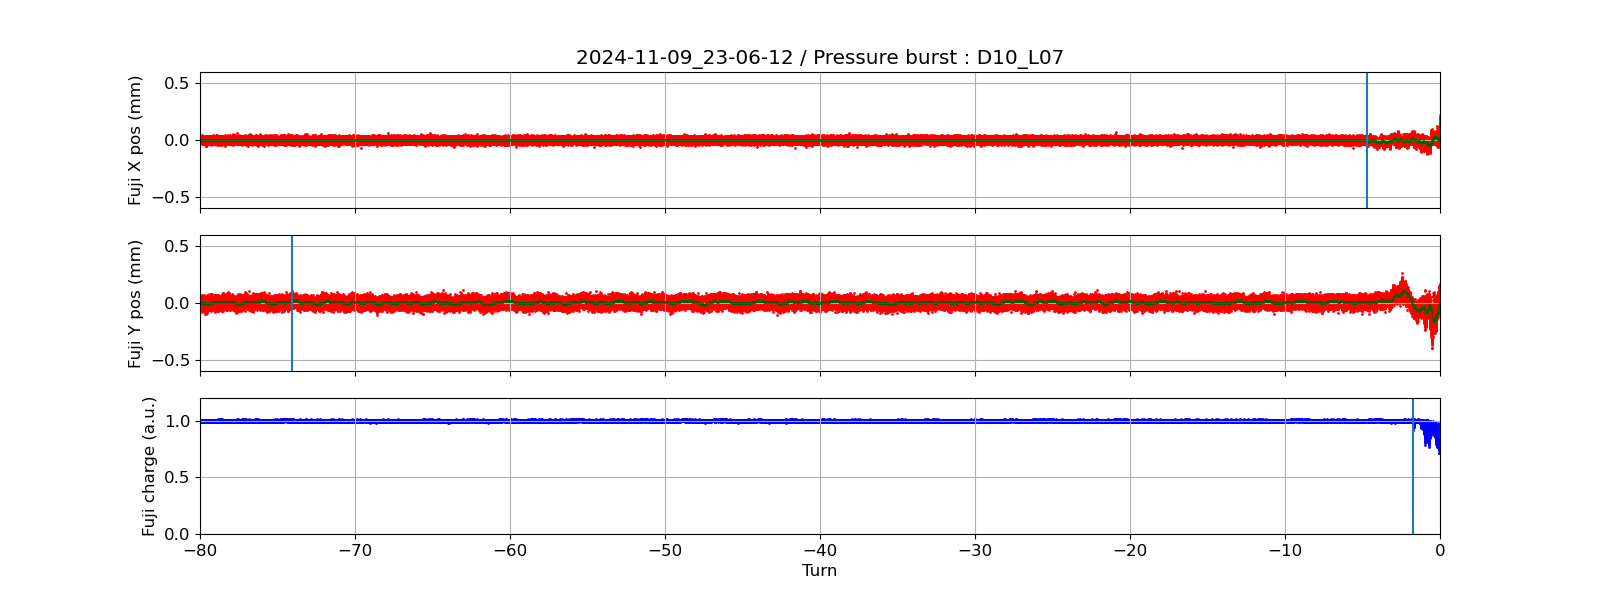 2024-11-09_23-06-12 / Pressure burst : D10_L07
Fuji X pos (mm)
0.5
0.0
−0.5
Fuji Y pos (mm)
0.5
0.0
−0.5
Fuji charge (a.u.)
1.0
0.5
0.0
−80 −70 −60 −50 −40 −30 −20 −10 0
Turn